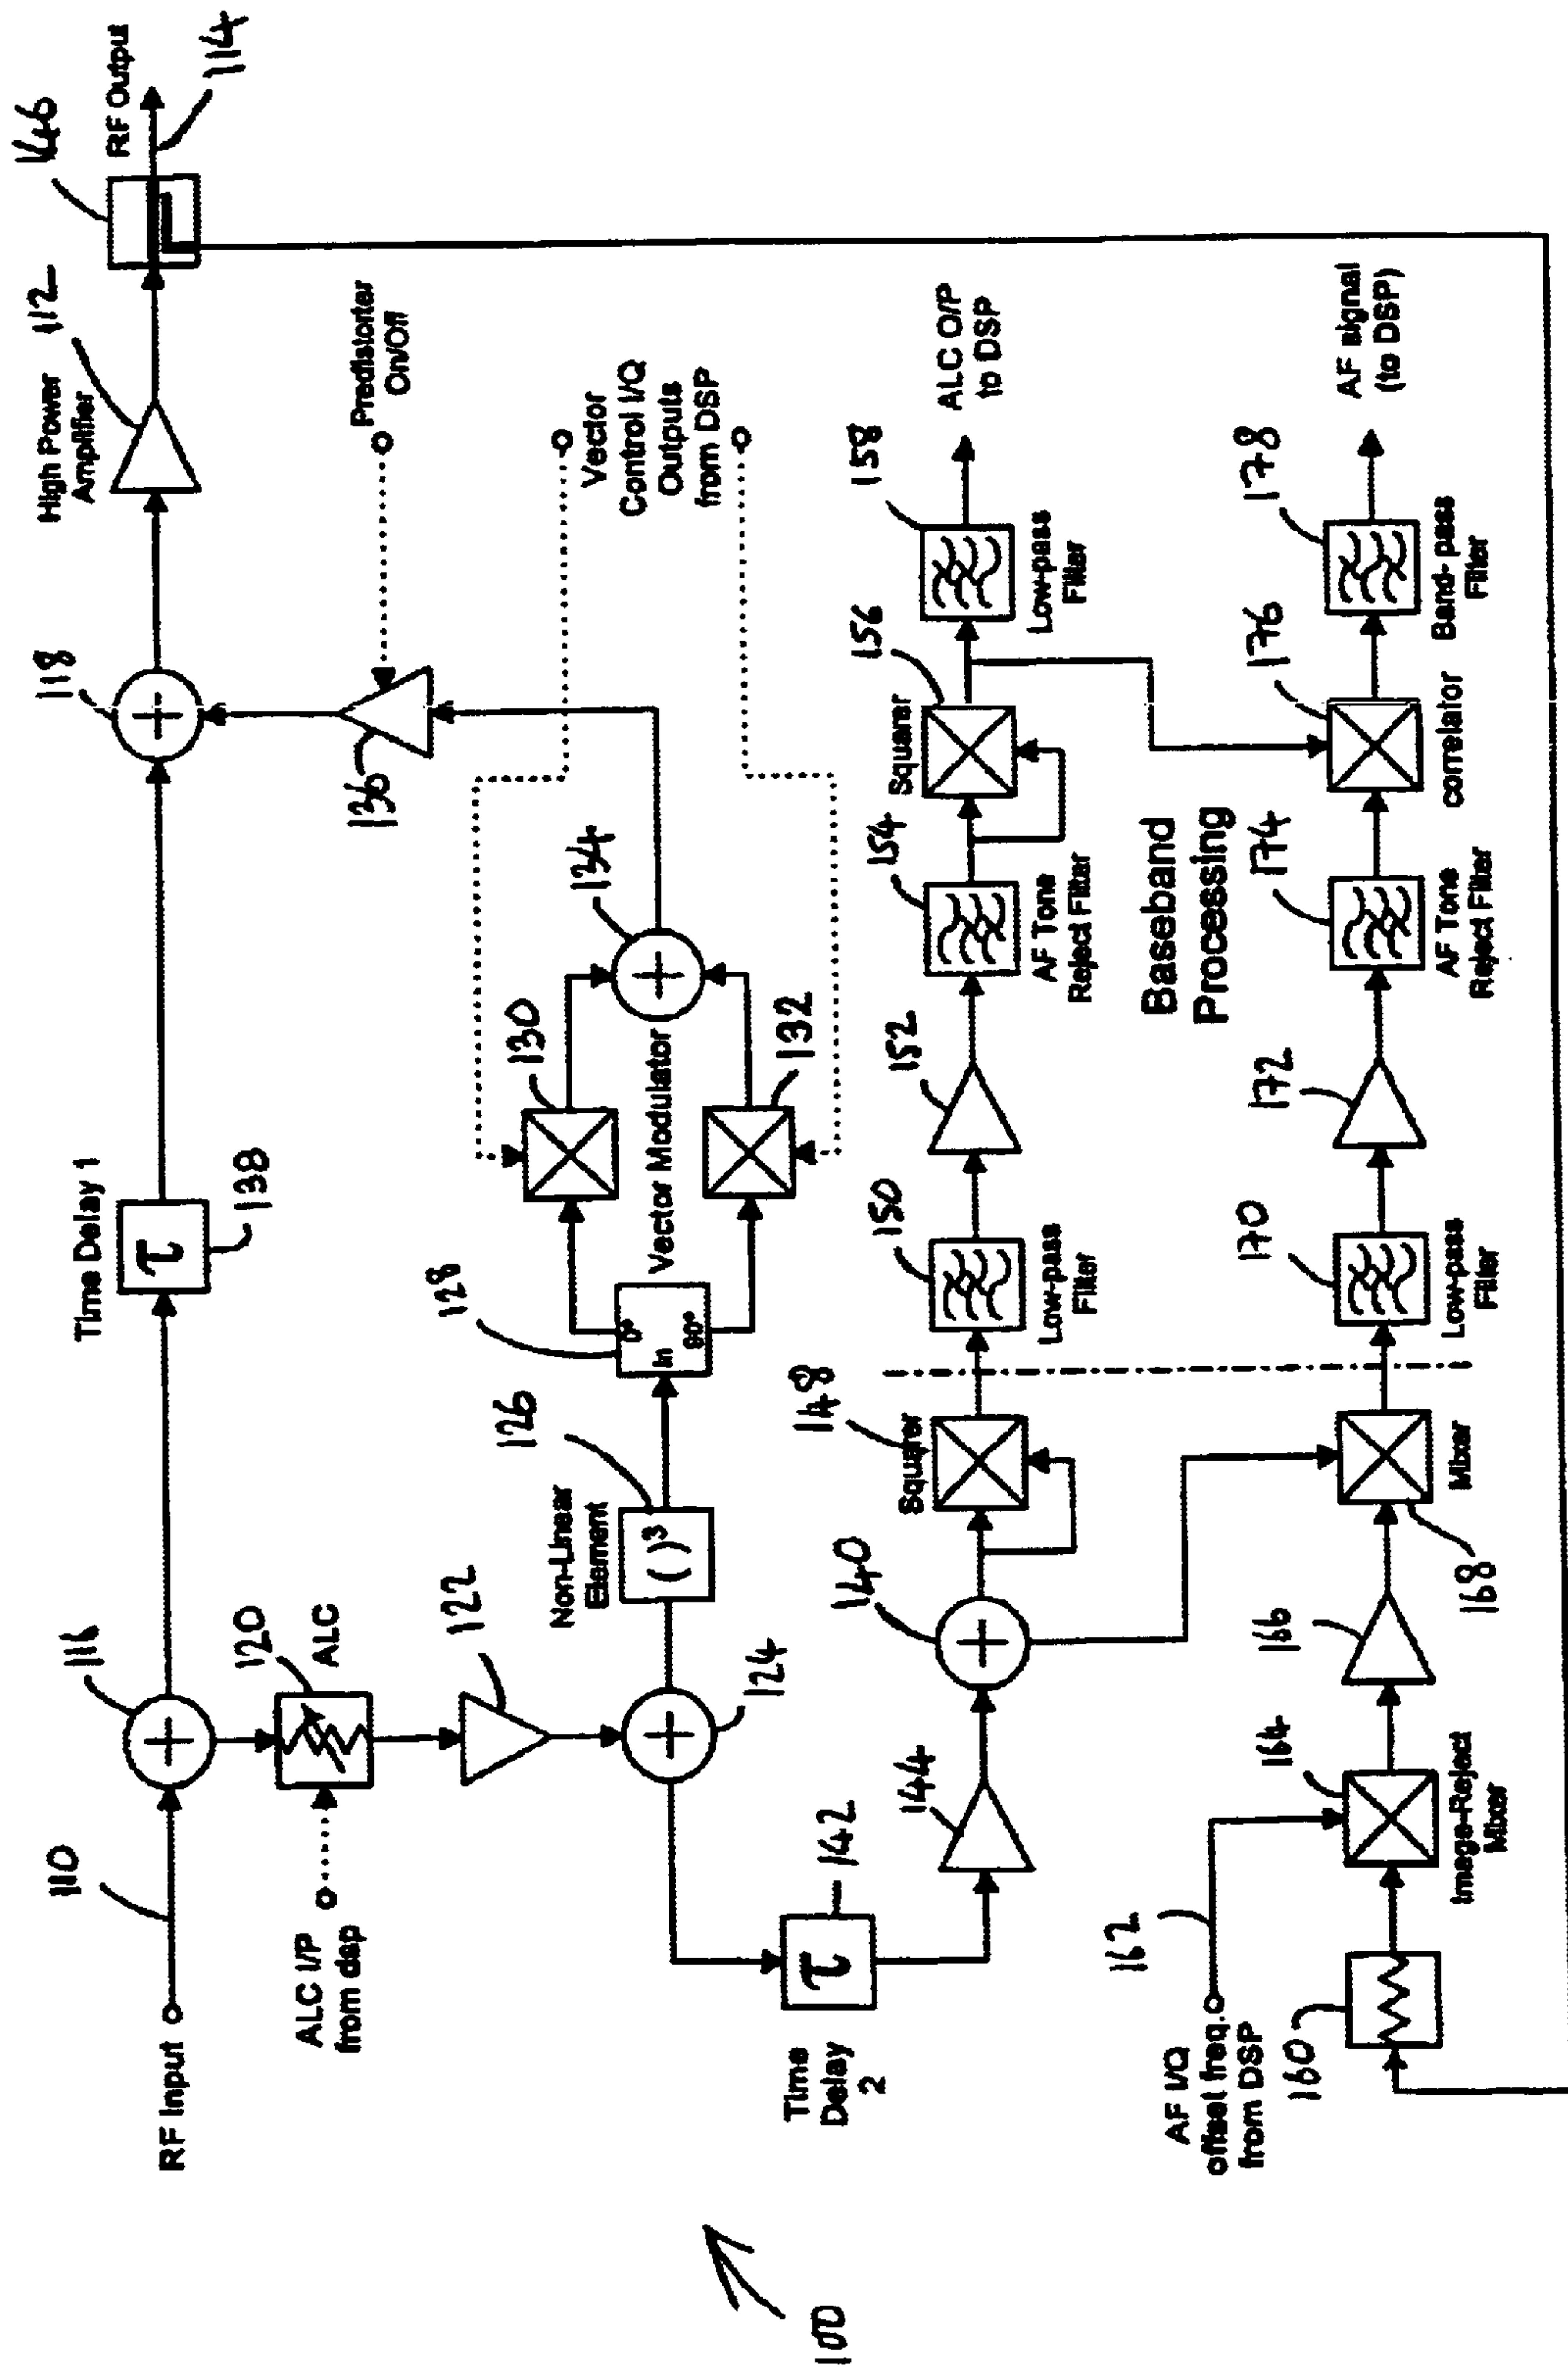 RF Input
110
116
Time Delay 1
τ
138
118
High Power
Amplifier
112
146
RF Output
114
ALC I/P
from dsp
120
ALC
122
124
Non-Linear
Element
( )³
126
128
0°
In
90°
Vector Modulator
130
132
134
136
Predistorter
On/Off
Vector
Control I/Q
Outputs
from DSP
Time
Delay
2
τ
142
144
140
Squarer
148
150
Low-pass
Filter
152
154
AF Tone
Reject Filter
Squarer
156
158
Low-pass
Filter
ALC O/P
to DSP
Baseband
Processing
AF I/Q
offset freq.
from DSP
162
160
164
Image-Reject
Mixer
166
168
Mixer
170
Low-pass
Filter
172
174
AF Tone
Reject Filter
176
correlator
178
Band-pass
Filter
AF signal
(to DSP)
100